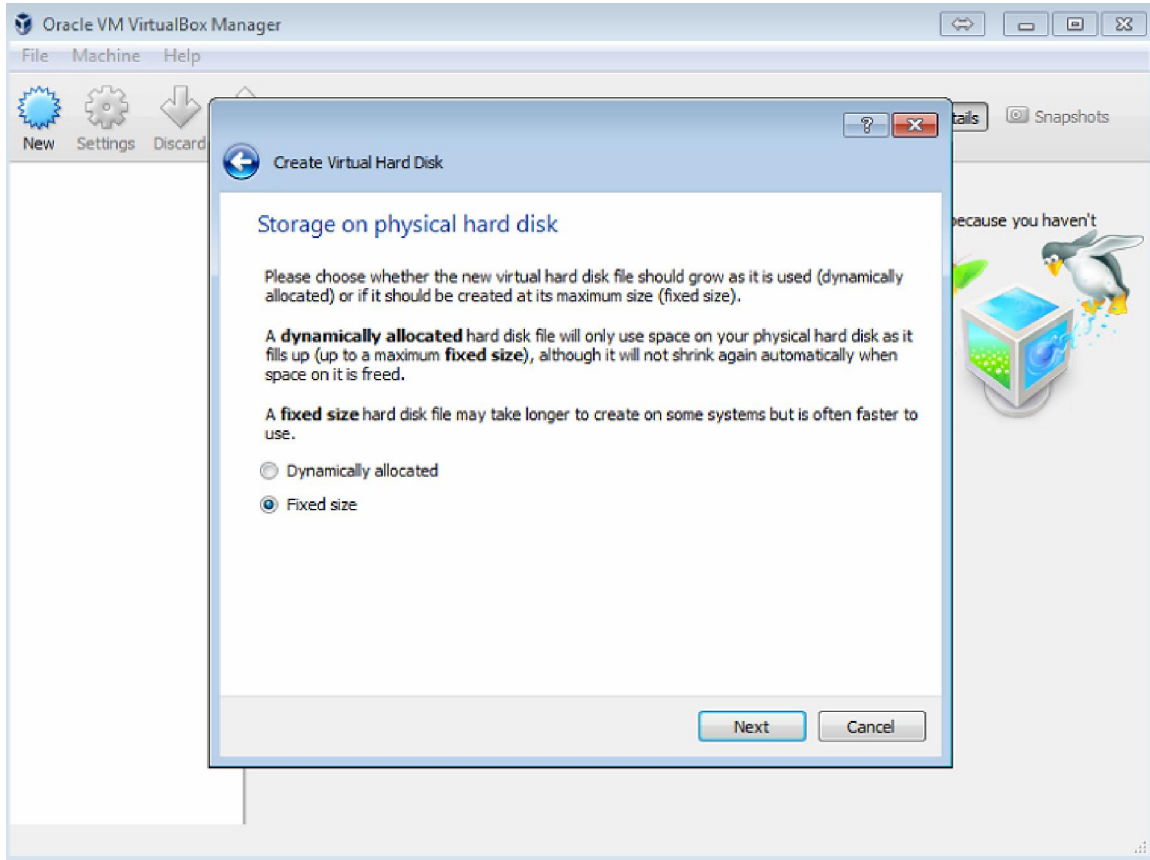 Oracle VM VirtualBox Manager
File Machine Help
New Settings Discard
tails Snapshots
Create Virtual Hard Disk
Storage on physical hard disk
because you haven't
Please choose whether the new virtual hard disk file should grow as it is used (dynamically
allocated) or if it should be created at its maximum size (fixed size).
A dynamically allocated hard disk file will only use space on your physical hard disk as it
fills up (up to a maximum fixed size), although it will not shrink again automatically when
space on it is freed.
A fixed size hard disk file may take longer to create on some systems but is often faster to
use.
Dynamically allocated
Fixed size
Next Cancel